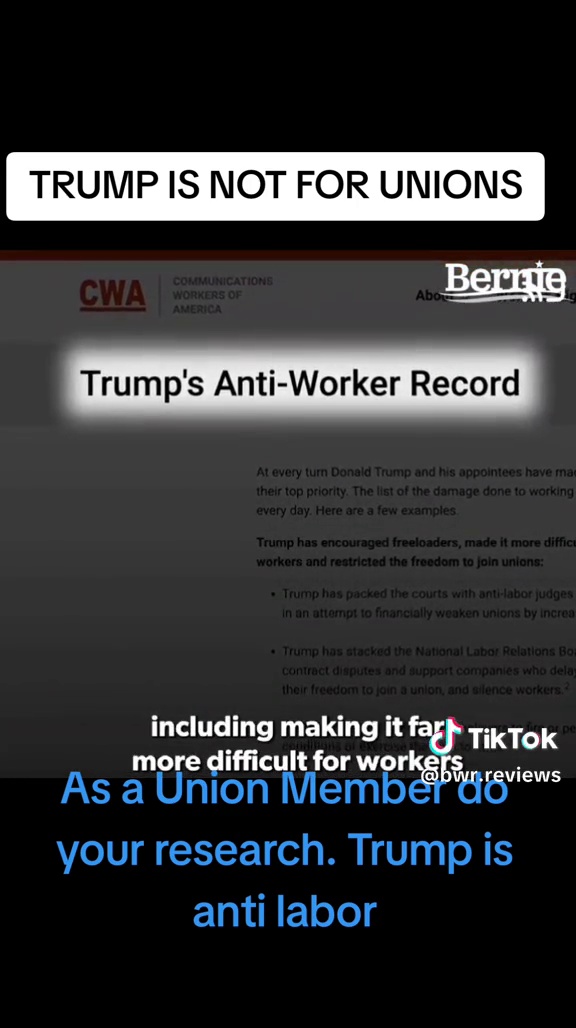 TRUMP IS NOT FOR UNIONS
CWA
COMMUNICATIONS
WORKERS OF
AMERICA
Bernie
Trump's Anti-Worker Record
At every turn Donald Trump and his appointees have
their top priority. The list of the damage done to working
every day. Here are a few examples.
Trump has encouraged freeloaders, made it more
workers and restricted the freedom to join unions:
• Trump has packed the courts with anti-labor judges
in an attempt to financially weaken unions by
• Trump has stacked the National Labor Relations
contract disputes and support companies who
their freedom to join a union, and silence workers.2
including making it far
more difficult for workers
TikTok
@bwr.reviews
As a Union Member do
your research. Trump is
anti labor